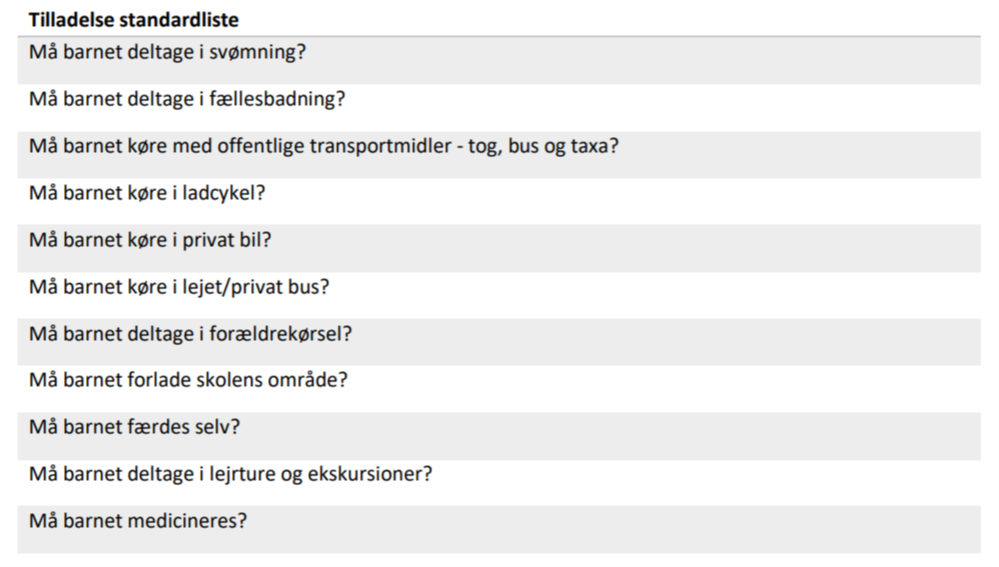 Tilladelse standardliste
Må barnet deltage i svømning?
Må barnet deltage i fællesbadning?
Må barnet køre med offentlige transportmidler - tog, bus og taxa?
Må barnet køre i ladcykel?
Må barnet køre i privat bil?
Må barnet køre i lejet/privat bus?
Må barnet deltage i forældrekørsel?
Må barnet forlade skolens område?
Må barnet færdes selv?
Må barnet deltage i lejrture og ekskursioner?
Må barnet medicineres?